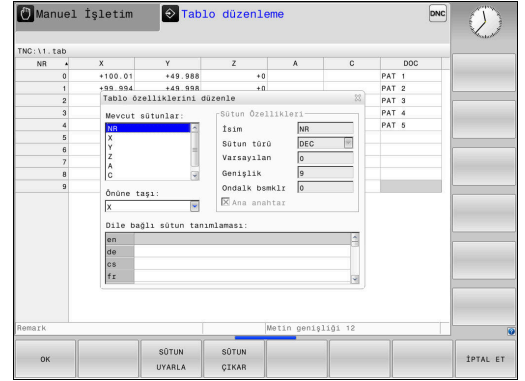 Manuel İşletim
Tablo düzenleme
DNC
TNC:\1.tab
NR X Y Z A C DOC
0 +100.01 +49.988 +0 PAT 1
1 +99.994 +49.998 +0 PAT 2
2 PAT 3
3 PAT 4
4 PAT 5
5
6
7
8
9
Tablo özelliklerini düzenle
Mevcut sütunlar:
NR
X
Y
Z
A
C
Önüne taşı:
X
Sütun Özellikleri
İsim NR
Sütun türü DEC
Varsayılan 0
Genişlik 9
Ondalk bsmklr 0
Ana anahtar
Dile bağlı sütun tanımlaması:
en
de
cs
fr
Remark
Metin genişliği 12
OK
SÜTUN UYARLA
SÜTUN ÇIKAR
İPTAL ET